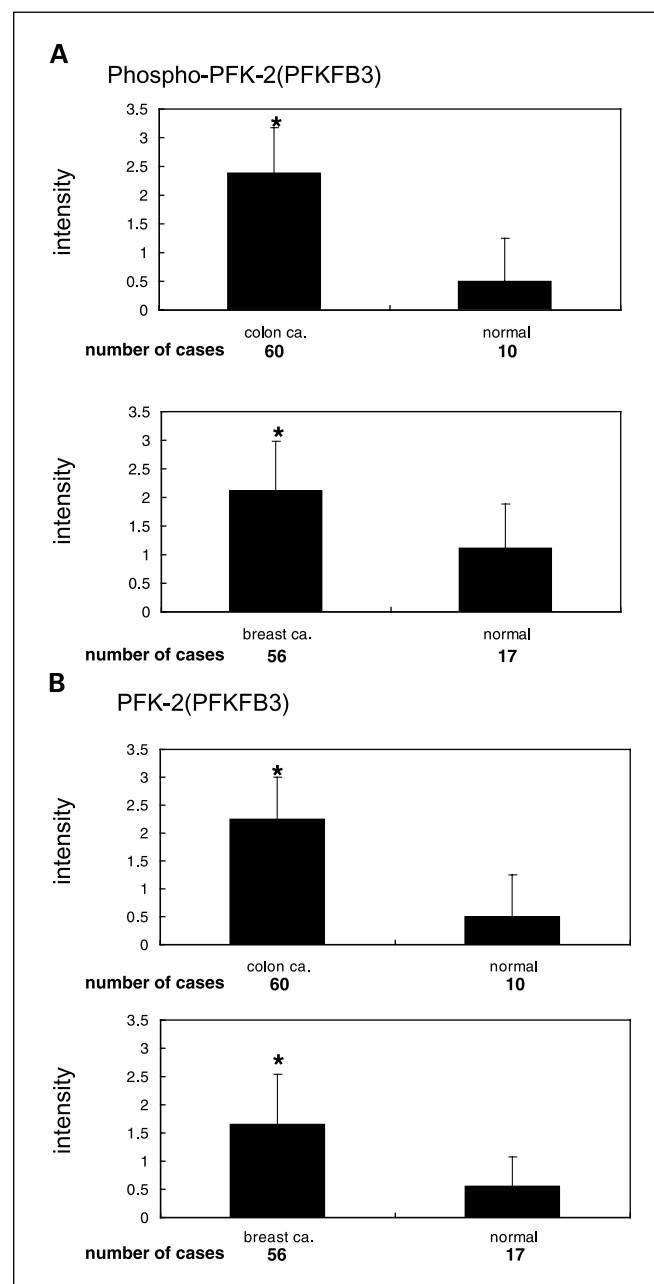 A
Phospho-PFK-2(PFKFB3)
3.5
3
2.5
2
1.5
1
0.5
0
intensity
*
colon ca. normal
number of cases 60 10
3.5
3
2.5
2
1.5
1
0.5
0
intensity
*
breast ca. normal
number of cases 56 17
B
PFK-2(PFKFB3)
3.5
3
2.5
2
1.5
1
0.5
0
intensity
*
colon ca. normal
number of cases 60 10
3.5
3
2.5
2
1.5
1
0.5
0
intensity
*
breast ca. normal
number of cases 56 17